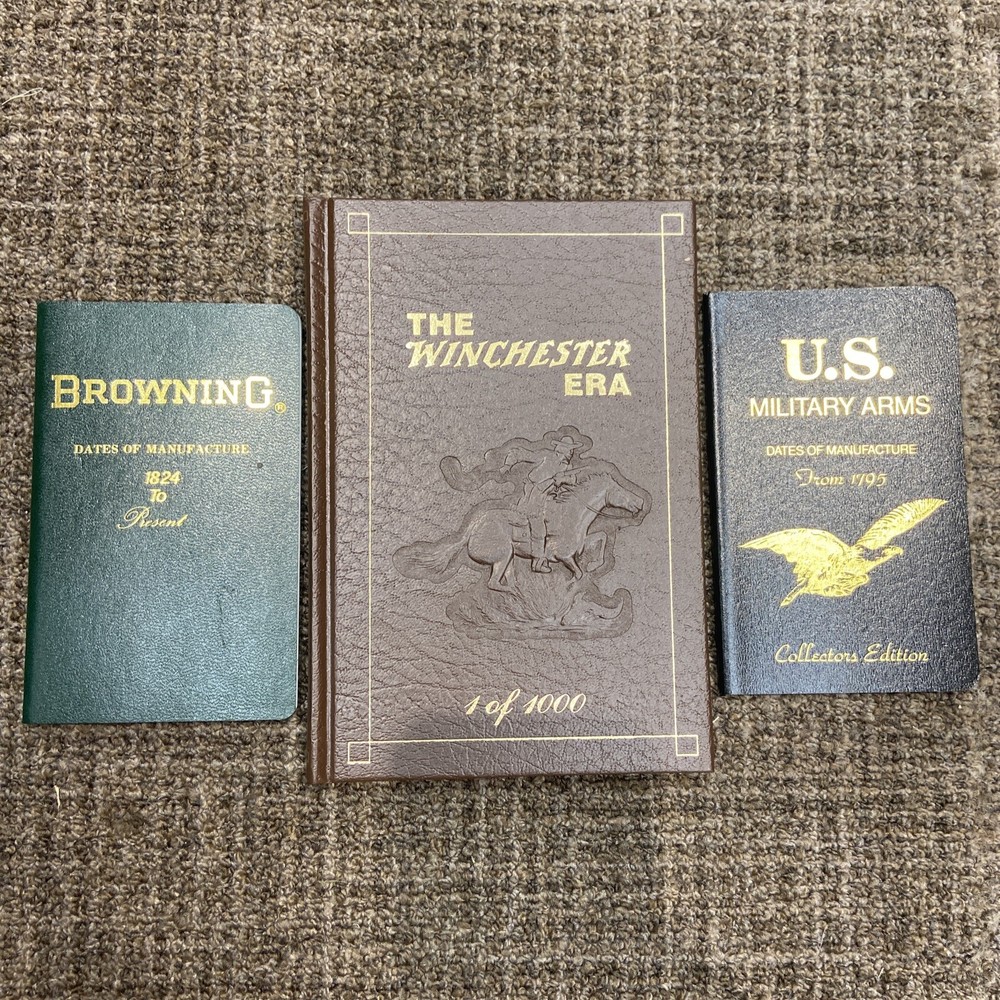 BROWNING®
DATES OF MANUFACTURE
1824
To
Present
THE
WINCHESTER
ERA
1 of 1000
U.S.
MILITARY ARMS
DATES OF MANUFACTURE
From 1795
Collectors Edition